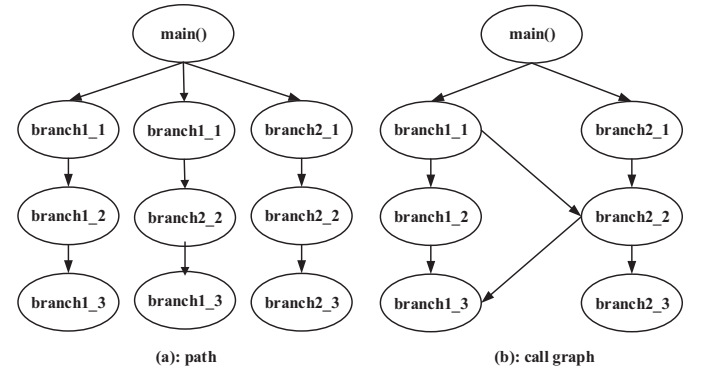 main()
main()
branch1_1
branch1_1
branch2_1
branch1_1
branch2_1
branch1_2
branch2_2
branch2_2
branch1_2
branch2_2
branch1_3
branch1_3
branch2_3
branch1_3
branch2_3
(a): path
(b): call graph